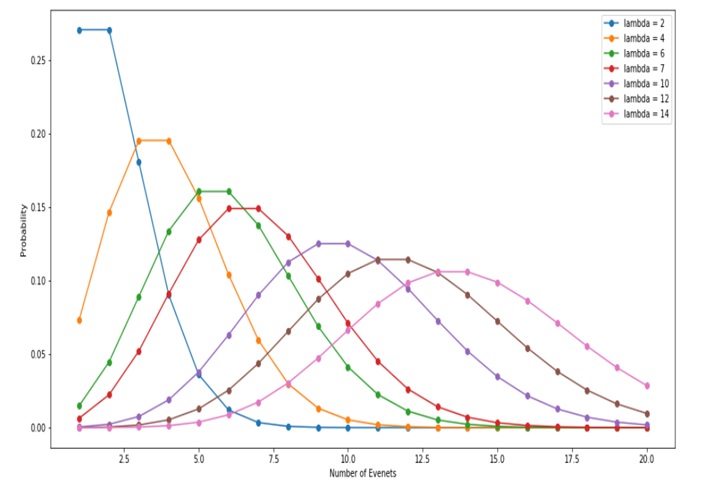 lambda = 2
lambda = 4
lambda = 6
lambda = 7
lambda = 10
lambda = 12
lambda = 14
0.25
0.20
0.15
0.10
0.05
0.00
Probability
2.5 5.0 7.5 10.0 12.5 15.0 17.5 20.0
Number of Evenets